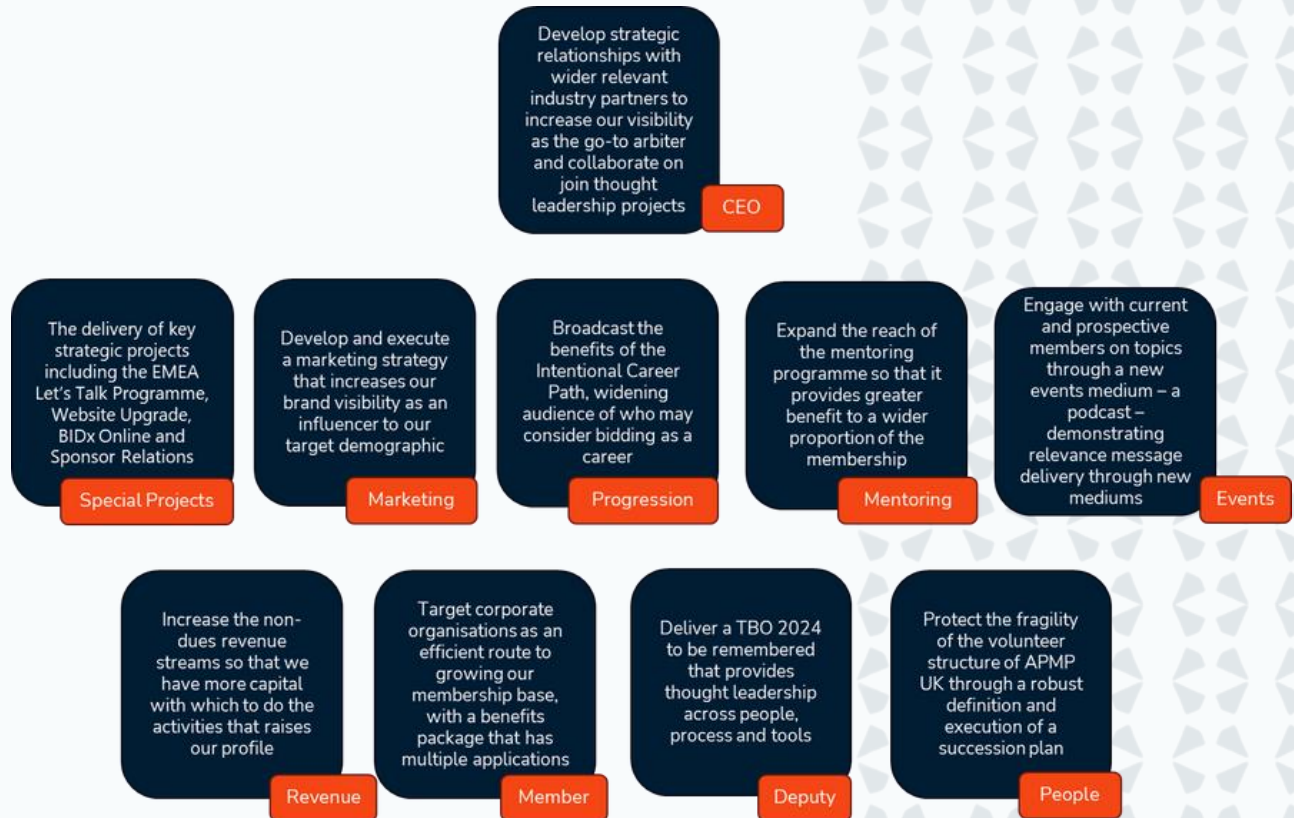 Develop strategic
relationships with
wider relevant
industry partners to
increase our visibility
as the go-to arbiter
and collaborate on
join thought
leadership projects
CEO
The delivery of key
strategic projects
including the EMEA
Let's Talk Programme,
Website Upgrade,
BIDx Online and
Sponsor Relations
Special Projects
Develop and execute
a marketing strategy
that increases our
brand visibility as an
influencer to our
target demographic
Marketing
Broadcast the
benefits of the
Intentional Career
Path, widening
audience of who may
consider bidding as a
career
Progression
Expand the reach of
the mentoring
programme so that it
provides greater
benefit to a wider
proportion of the
membership
Mentoring
Engage with current
and prospective
members on topics
through a new
events medium – a
podcast –
demonstrating
relevance message
delivery through new
mediums
Events
Increase the non-
dues revenue
streams so that we
have more capital
with which to do the
activities that raises
our profile
Revenue
Target corporate
organisations as an
efficient route to
growing our
membership base,
with a benefits
package that has
multiple applications
Member
Deliver a TBO 2024
to be remembered
that provides
thought leadership
across people,
process and tools
Deputy
Protect the fragility
of the volunteer
structure of APMP
UK through a robust
definition and
execution of a
succession plan
People